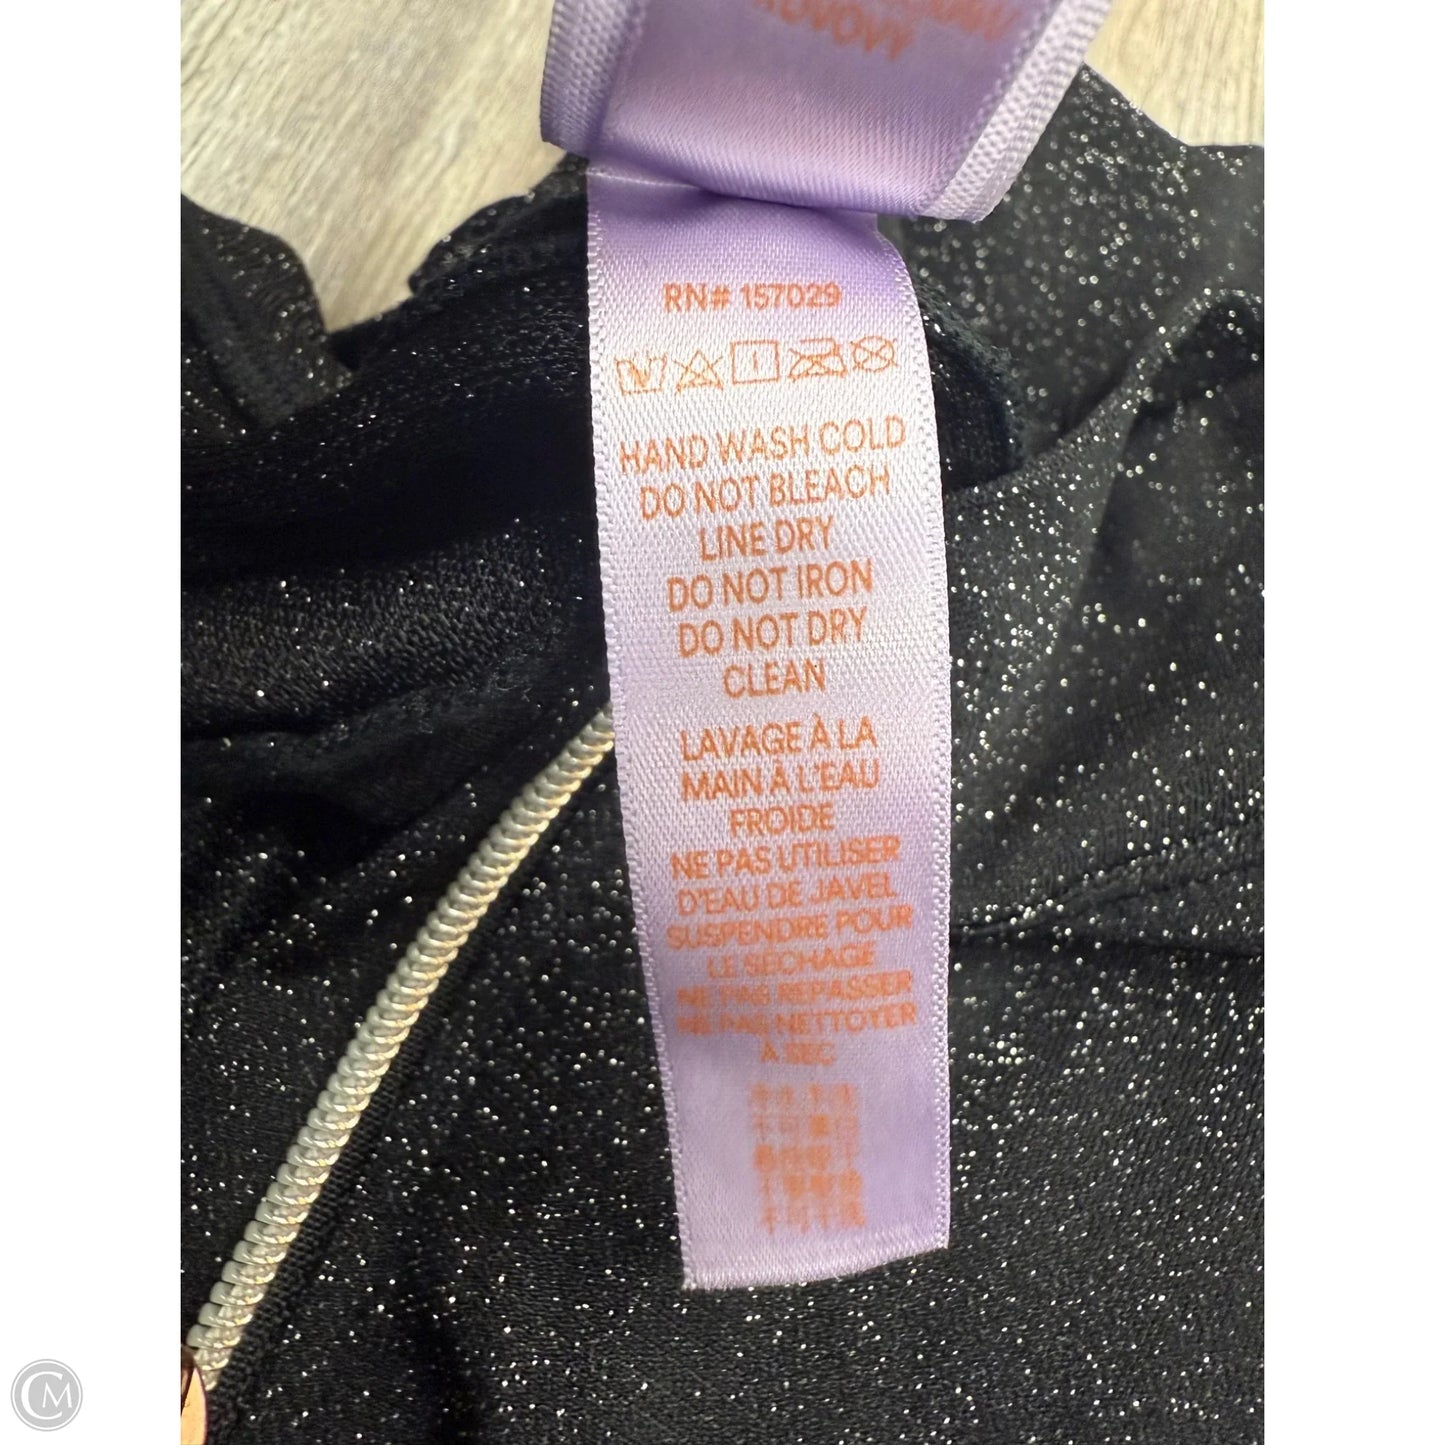 RN# 157029
HAND WASH COLD
DO NOT BLEACH
LINE DRY
DO NOT IRON
DO NOT DRY
CLEAN
LAVAGE À LA
MAIN À L'EAU
FROIDE
NE PAS UTILISER
D'EAU DE JAVEL
SUSPENDRE POUR
LE SÉCHAGE
NE PAS REPASSER
NE PAS NETTOYER
À SEC
CM